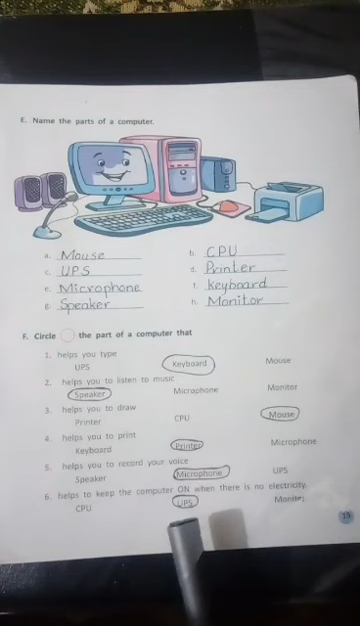 E. Name the parts of a computer.
a. Mouse b. CPU
c. UPS d. Printer
e. Microphone f. Keyboard
g. Speaker h. Monitor
F. Circle the part of a computer that
1. helps you type
UPS Keyboard Mouse
2. helps you to listen to music
Speaker Microphone Monitor
3. helps you to draw
Printer CPU Mouse
4. helps you to print
Keyboard Printer Microphone
5. helps you to record your voice
Speaker Microphone UPS
6. helps to keep the computer ON when there is no electricity.
CPU UPS Monitor
13